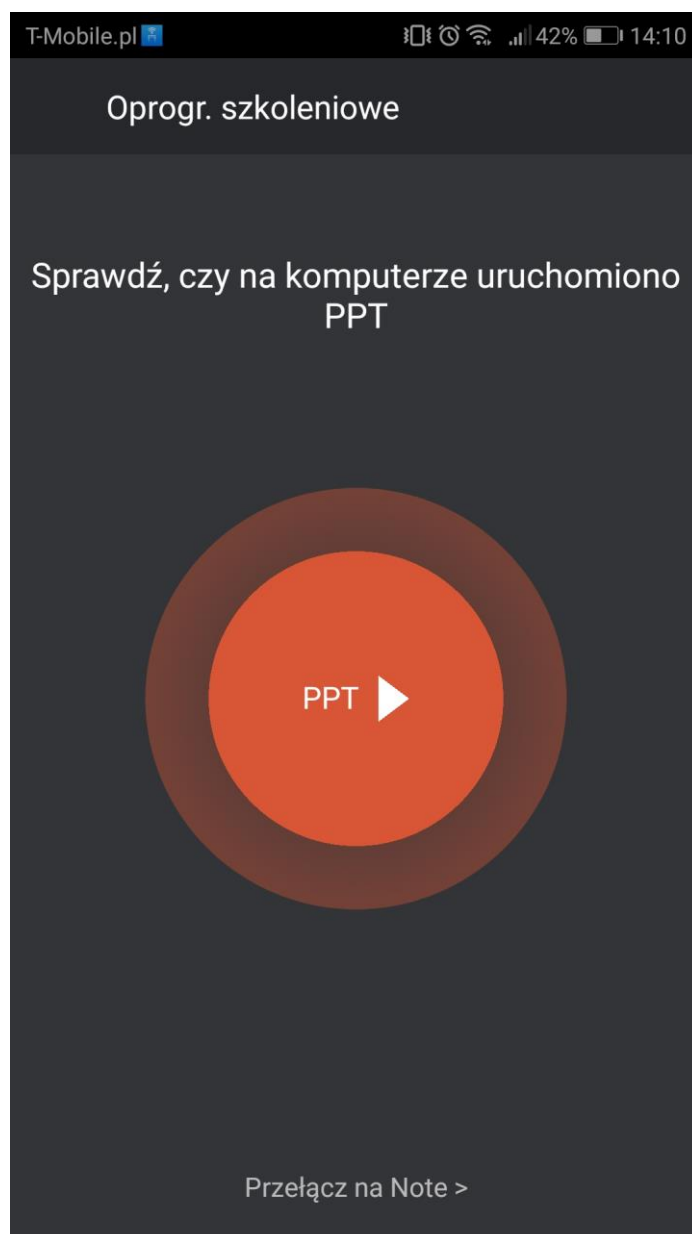 T-Mobile.pl 42% 14:10
Oprogr. szkoleniowe
Sprawdź, czy na komputerze uruchomiono
PPT
PPT
Przełącz na Note >